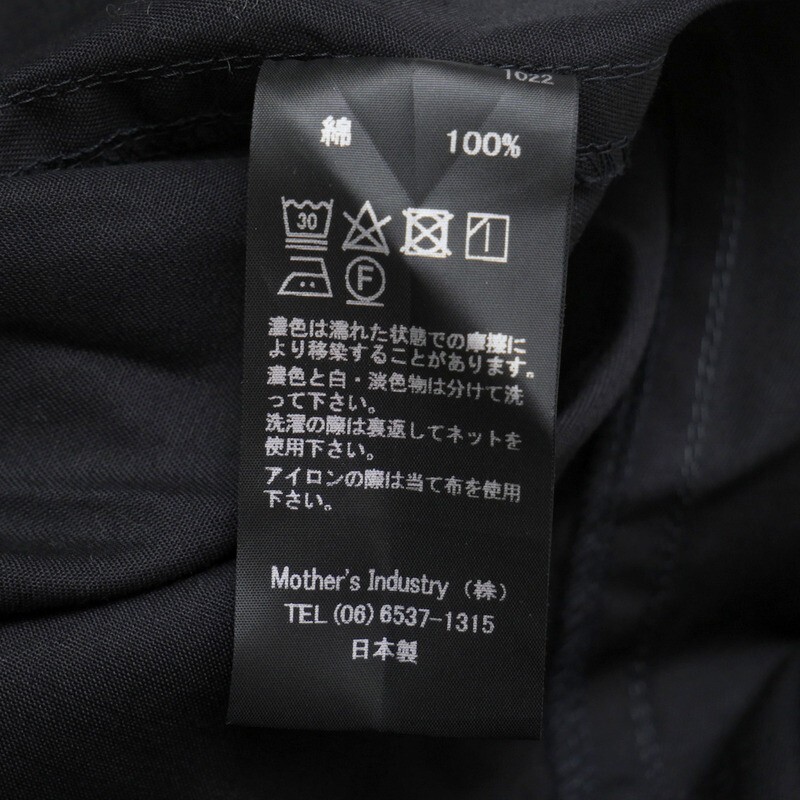 1022
綿 100%
30
F
濃色は濡れた状態での摩擦に
より移染することがあります。
濃色と白・淡色物は分けて洗
って下さい。
洗濯の際は裏返してネットを
使用下さい。
アイロンの際は当て布を使用
下さい。
Mother's Industry（株）
TEL(06)6537-1315
日本製